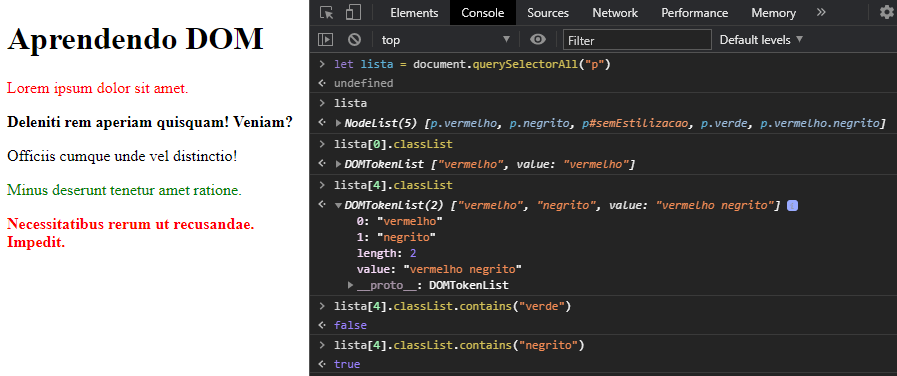 Aprendendo DOM
Lorem ipsum dolor sit amet.
Deleniti rem aperiam quisquam! Veniam?
Officiis cumque unde vel distinctio!
Minus deserunt tenetur amet ratione.
Necessitatibus rerum ut recusandae.
Impedit.
Elements Console Sources Network Performance Memory »
top Filter Default levels
let lista = document.querySelectorAll("p")
undefined
lista
NodeList(5) [p.vermelho, p.negrito, p#semEstilizacao, p.verde, p.vermelho.negrito]
lista[0].classList
DOMTokenList ["vermelho", value: "vermelho"]
lista[4].classList
DOMTokenList(2) ["vermelho", "negrito", value: "vermelho negrito"]
0: "vermelho"
1: "negrito"
length: 2
value: "vermelho negrito"
__proto__: DOMTokenList
lista[4].classList.contains("verde")
false
lista[4].classList.contains("negrito")
true